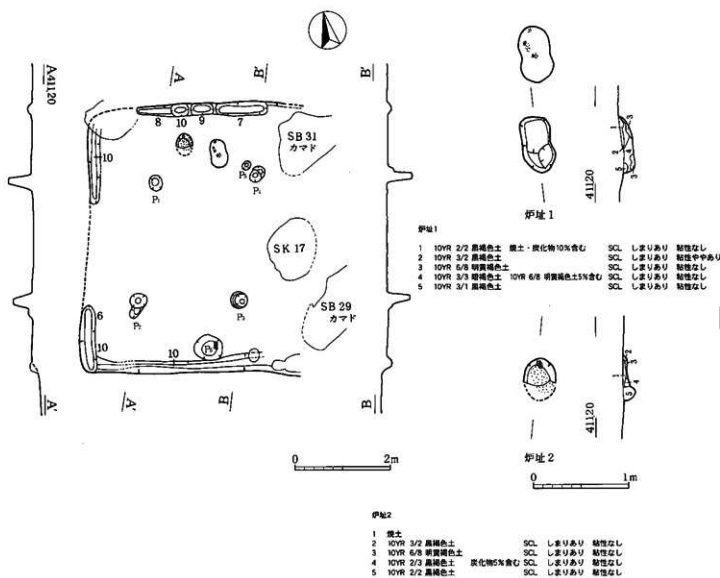 A
41120
A
B'
B'
8 10 9 7
SB 31
カマド
10
P₁
P₅
P₄
SK 17
P₂
P₃
SB 29
カマド
6
10
10
P₆
A'
A'
B
B
0 2m
41120
炉址1
炉址1
1 10YR 2/2 黒褐色土 焼土・炭化物10%含む SCL しまりあり 粘性なし
2 10YR 3/2 黒褐色土 SCL しまりあり 粘性ややあり
3 10YR 6/8 明黄褐色土 SCL しまりあり 粘性なし
4 10YR 3/3 暗褐色土 10YR 6/8 明黄褐色土5%含む SCL しまりあり 粘性なし
5 10YR 3/1 黒褐色土 SCL しまりあり 粘性なし
41120
炉址2
0 1m
炉址2
1 焼土
2 10YR 3/2 黒褐色土 SCL しまりあり 粘性なし
3 10YR 6/8 明黄褐色土 SCL しまりあり 粘性なし
4 10YR 2/3 黒褐色土 炭化物5%含む SCL しまりあり 粘性なし
5 10YR 2/2 黒褐色土 SCL しまりあり 粘性なし